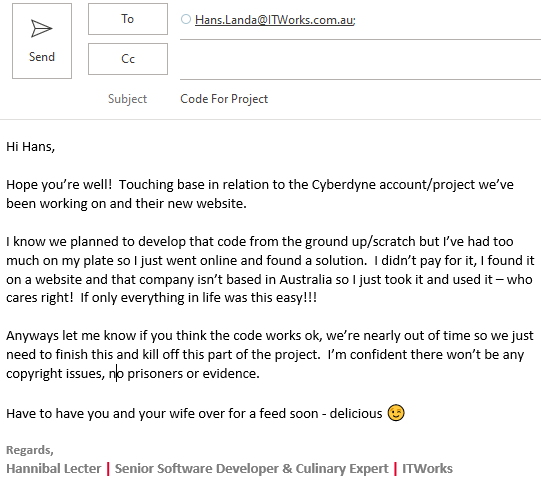 To
Hans.Landa@ITWorks.com.au;
Send
Cc
Subject
Code For Project
Hi Hans,
Hope you’re well!  Touching base in relation to the Cyberdyne account/project we’ve
been working on and their new website.
I know we planned to develop that code from the ground up/scratch but I’ve had too
much on my plate so I just went online and found a solution.  I didn’t pay for it, I found it
on a website and that company isn’t based in Australia so I just took it and used it – who
cares right!  If only everything in life was this easy!!!
Anyways let me know if you think the code works ok, we’re nearly out of time so we just
need to finish this and kill off this part of the project.  I’m confident there won’t be any
copyright issues, no prisoners or evidence.
Have to have you and your wife over for a feed soon - delicious 😉
Regards,
Hannibal Lecter | Senior Software Developer & Culinary Expert | ITWorks